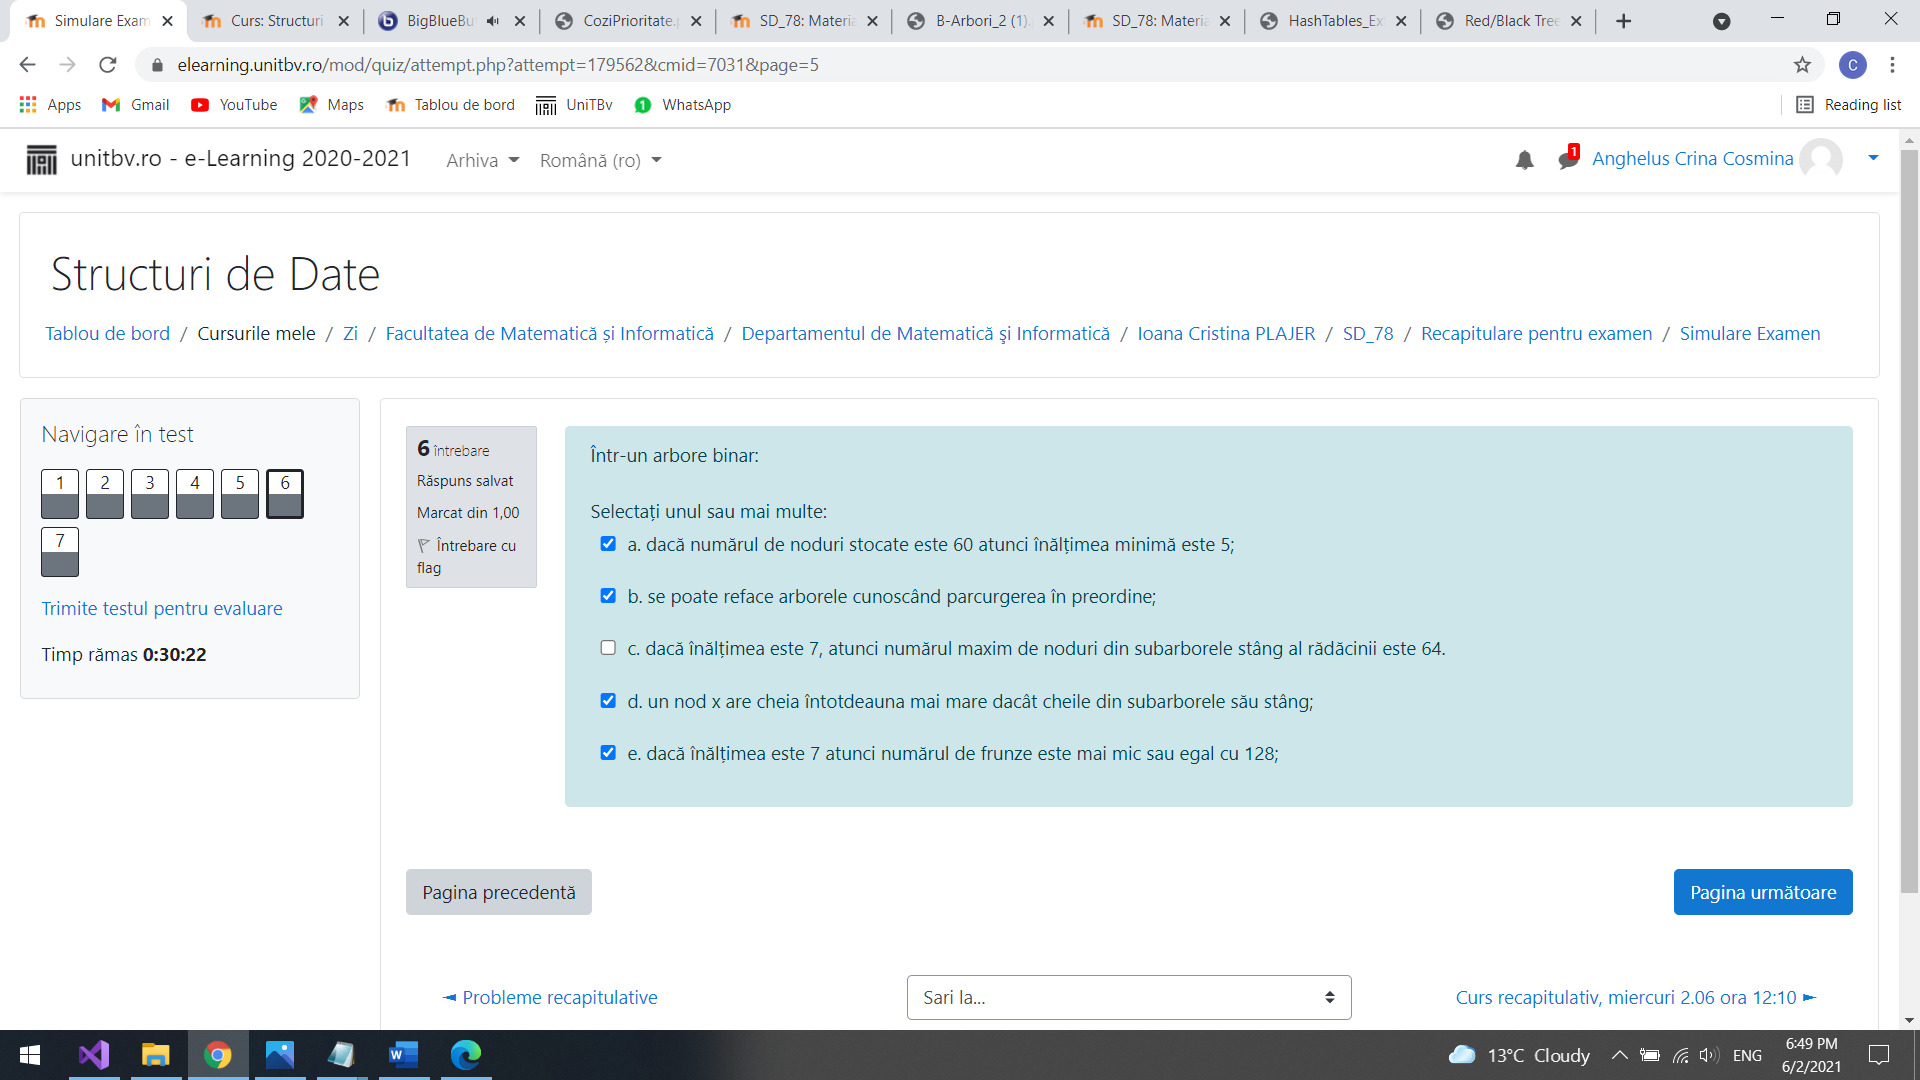 Simulare Exam
Curs: Structuri
BigBlueBu
CoziPrioritate.
SD_78: Materia
B-Arbori_2 (1)
SD_78: Materia
HashTables_Ex
Red/Black Tree
elearning.unitbv.ro/mod/quiz/attempt.php?attempt=179562&cmid=7031&page=5
C
Apps
Gmail
YouTube
Maps
Tablou de bord
UniTBv
1
WhatsApp
Reading list
unitbv.ro - e-Learning 2020-2021
Arhiva
Română (ro)
1
Anghelus Crina Cosmina
Structuri de Date
Tablou de bord / Cursurile mele / Zi / Facultatea de Matematică și Informatică / Departamentul de Matematică şi Informatică / Ioana Cristina PLAJER / SD_78 / Recapitulare pentru examen / Simulare Examen
Navigare în test
1 2 3 4 5 6
7
Trimite testul pentru evaluare
Timp rămas 0:30:22
6 întrebare
Răspuns salvat
Marcat din 1,00
Întrebare cu
flag
Într-un arbore binar:
Selectați unul sau mai multe:
a. dacă numărul de noduri stocate este 60 atunci înălțimea minimă este 5;
b. se poate reface arborele cunoscând parcurgerea în preordine;
c. dacă înălțimea este 7, atunci numărul maxim de noduri din subarborele stâng al rădăcinii este 64.
d. un nod x are cheia întotdeauna mai mare dacât cheile din subarborele său stâng;
e. dacă înălțimea este 7 atunci numărul de frunze este mai mic sau egal cu 128;
Pagina precedentă
Pagina următoare
◄ Probleme recapitulative
Sari la...
Curs recapitulativ, miercuri 2.06 ora 12:10 ►
13°C Cloudy
ENG
6:49 PM
6/2/2021